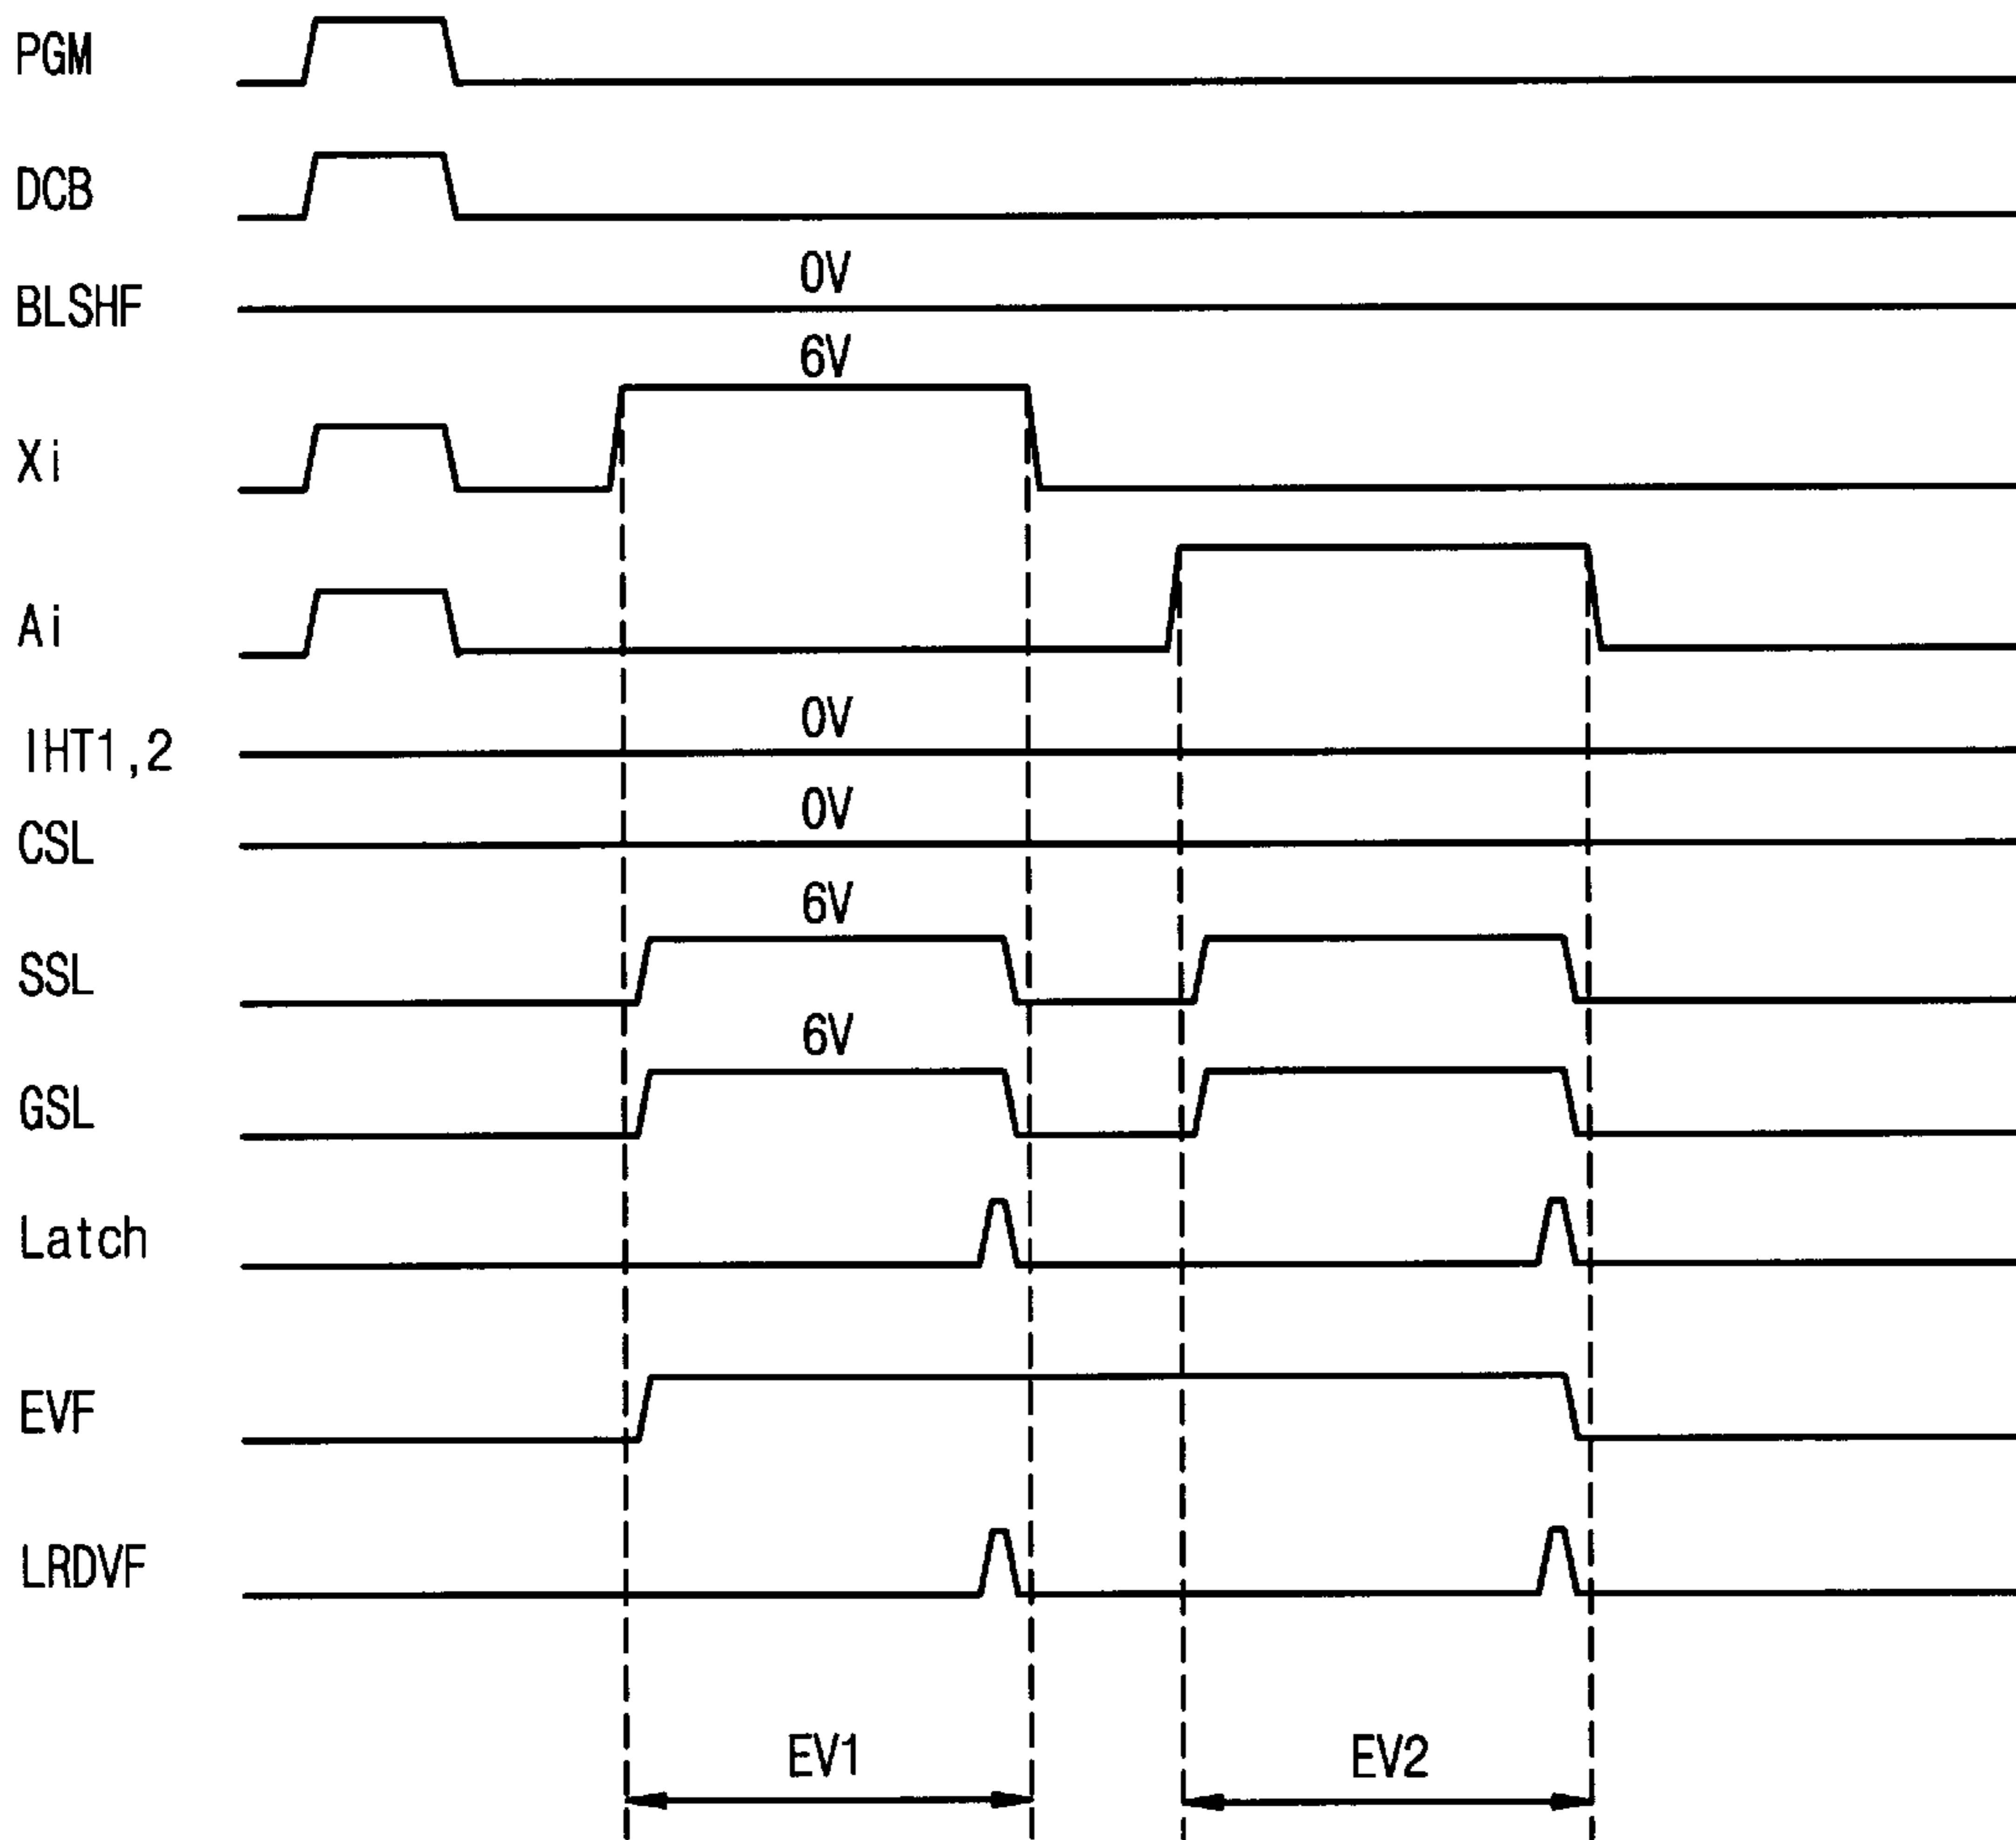 PGM
DCB
0V
BLSHF
6V
Xi
Ai
0V
IHT1,2
0V
CSL
6V
SSL
6V
GSL
Latch
EVF
LRDVF
EV1 EV2